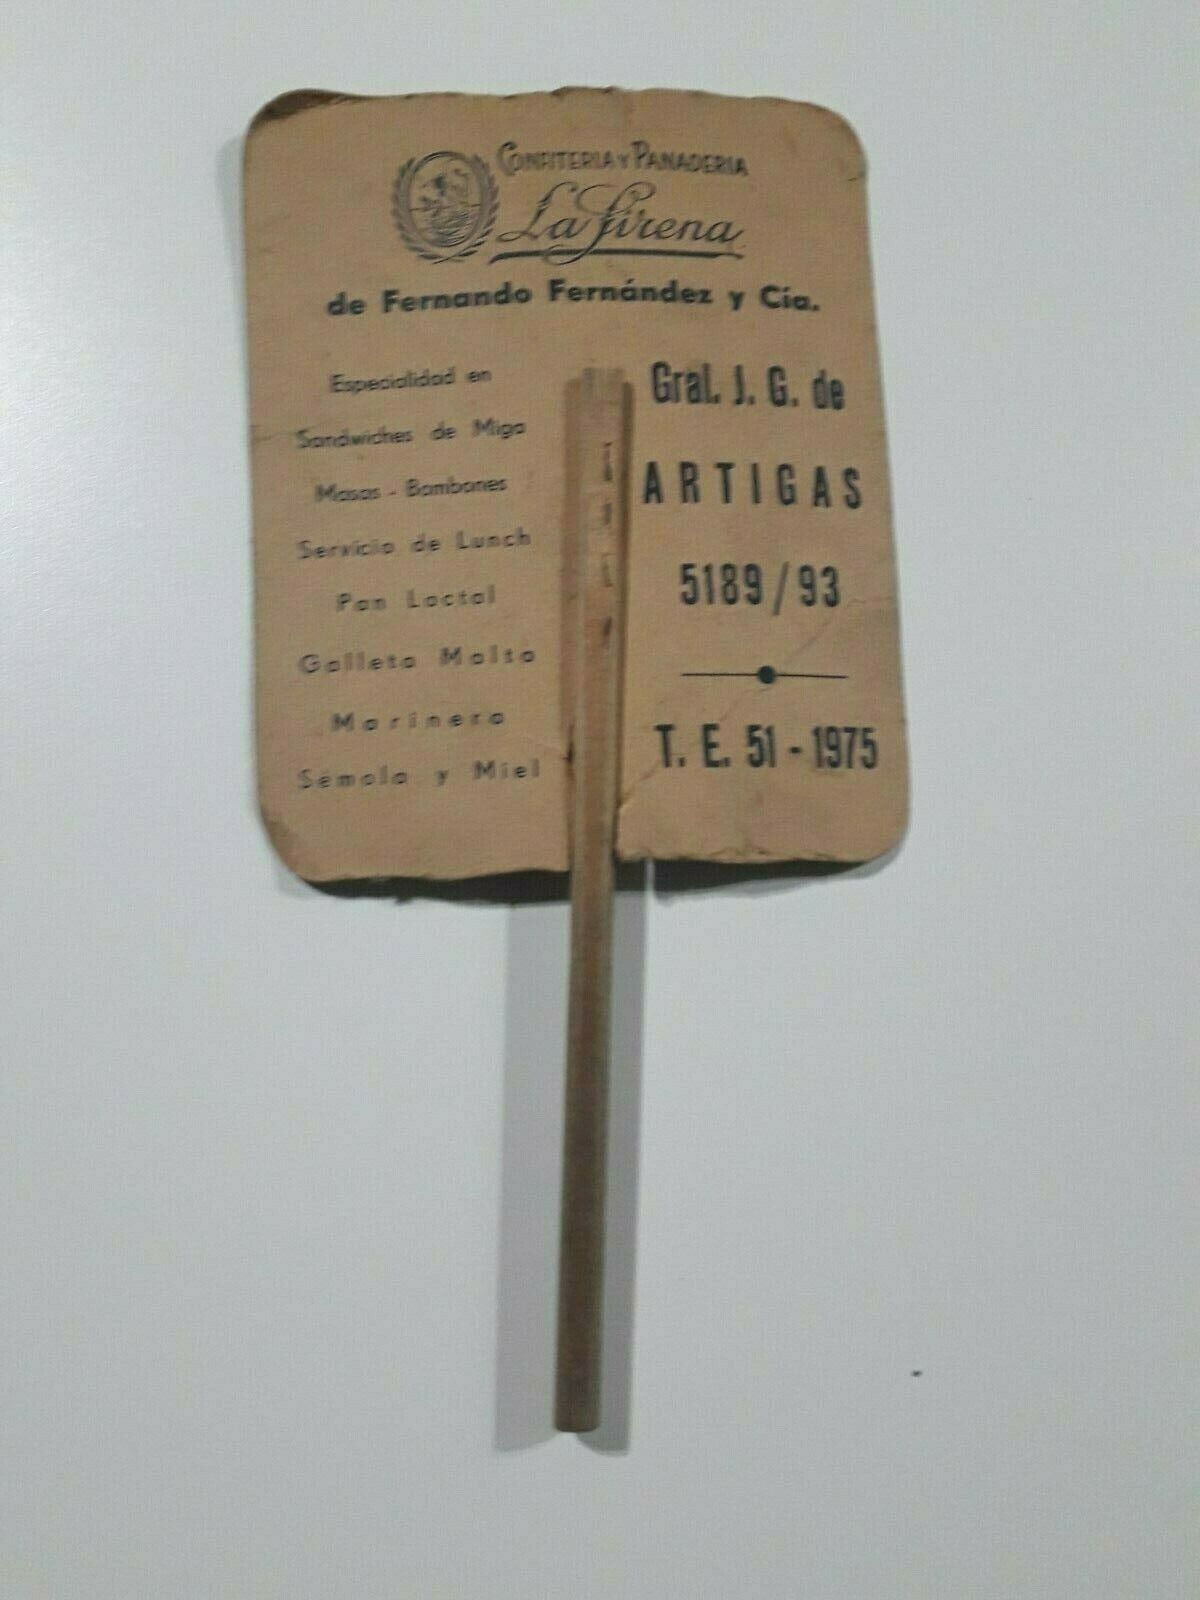 CONFITERIA Y PANADERIA
La Sirena
de Fernando Fernández y Cía.
Especialidad en
Sandwiches de Miga
Masas - Bombones
Servicio de Lunch
Pan Lactal
Galleta Malta
Marinera
Sémola y Miel
Gral. J. G. de
ARTIGAS
5189/93
T. E. 51 - 1975